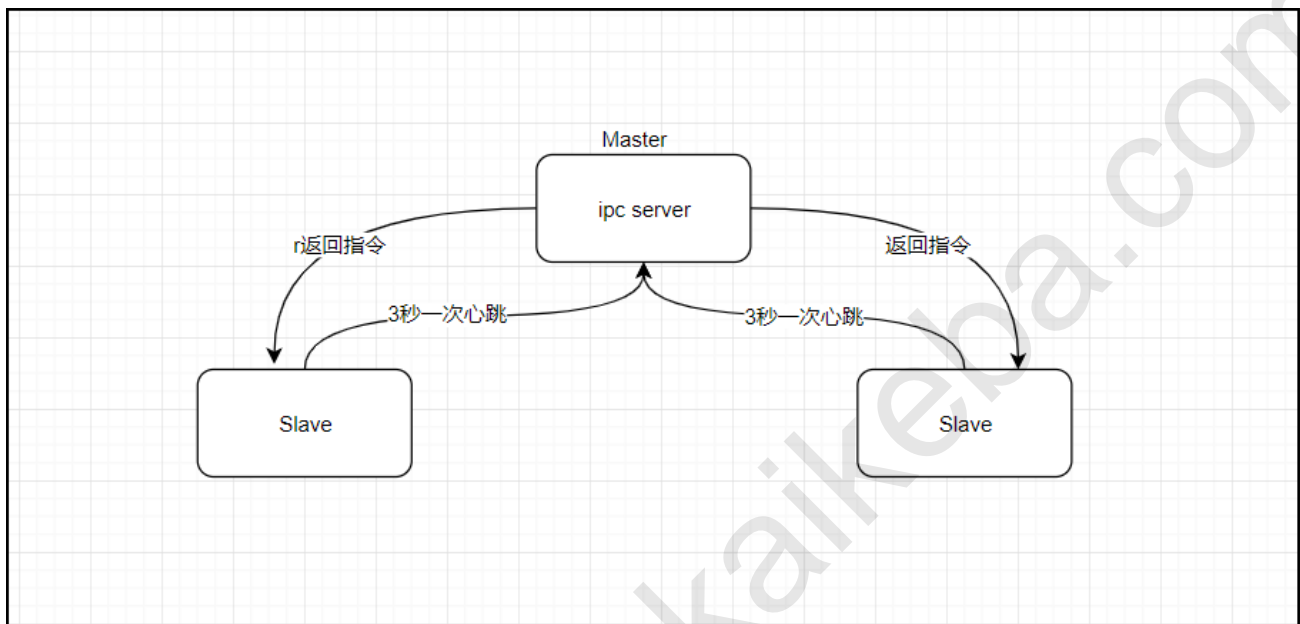 Master
ipc server
r返回指令
返回指令
3秒一次心跳
3秒一次心跳
Slave
Slave
kaikeba.com